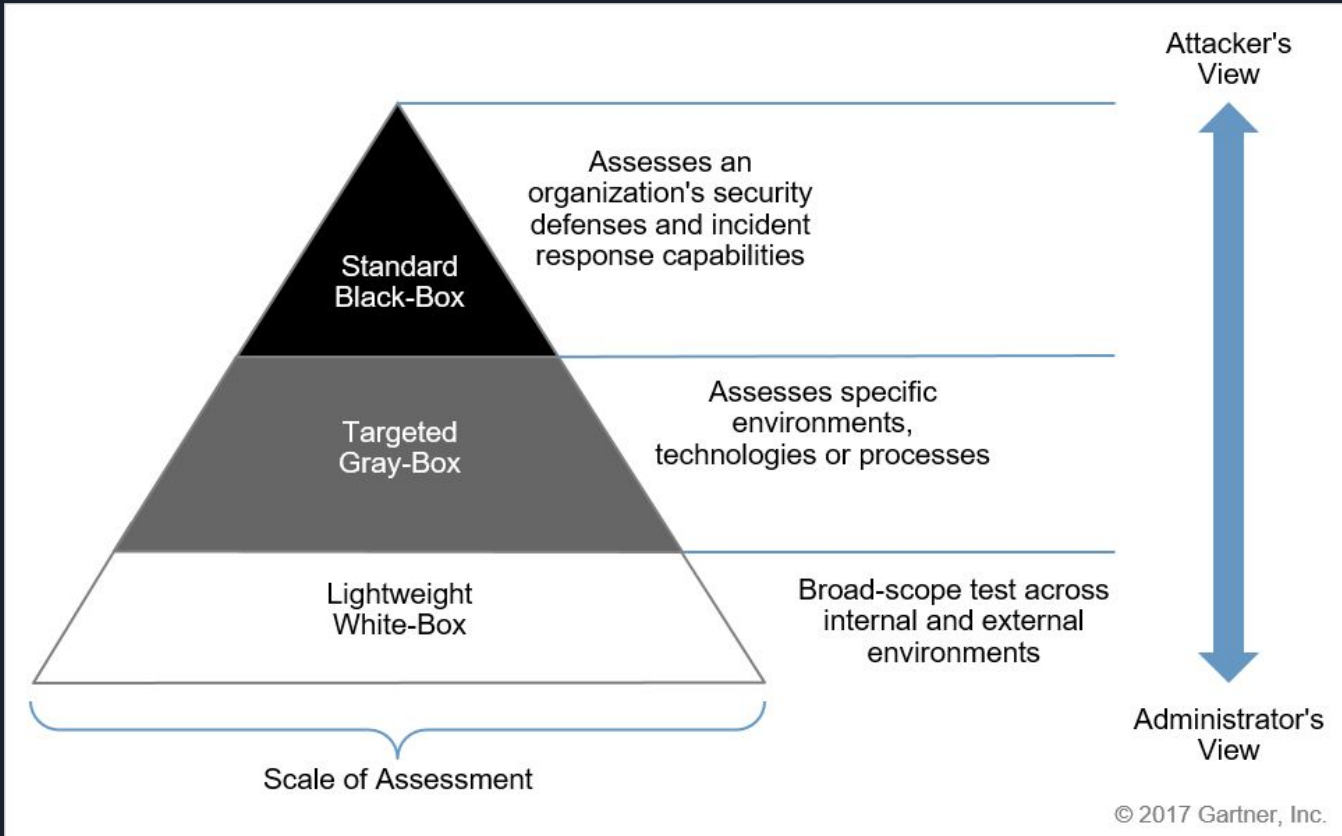 Attacker's
View
Assesses an
organization's security
defenses and incident
response capabilities
Standard
Black-Box
Assesses specific
environments,
technologies or processes
Targeted
Gray-Box
Broad-scope test across
internal and external
environments
Lightweight
White-Box
Administrator's
View
Scale of Assessment
© 2017 Gartner, Inc.